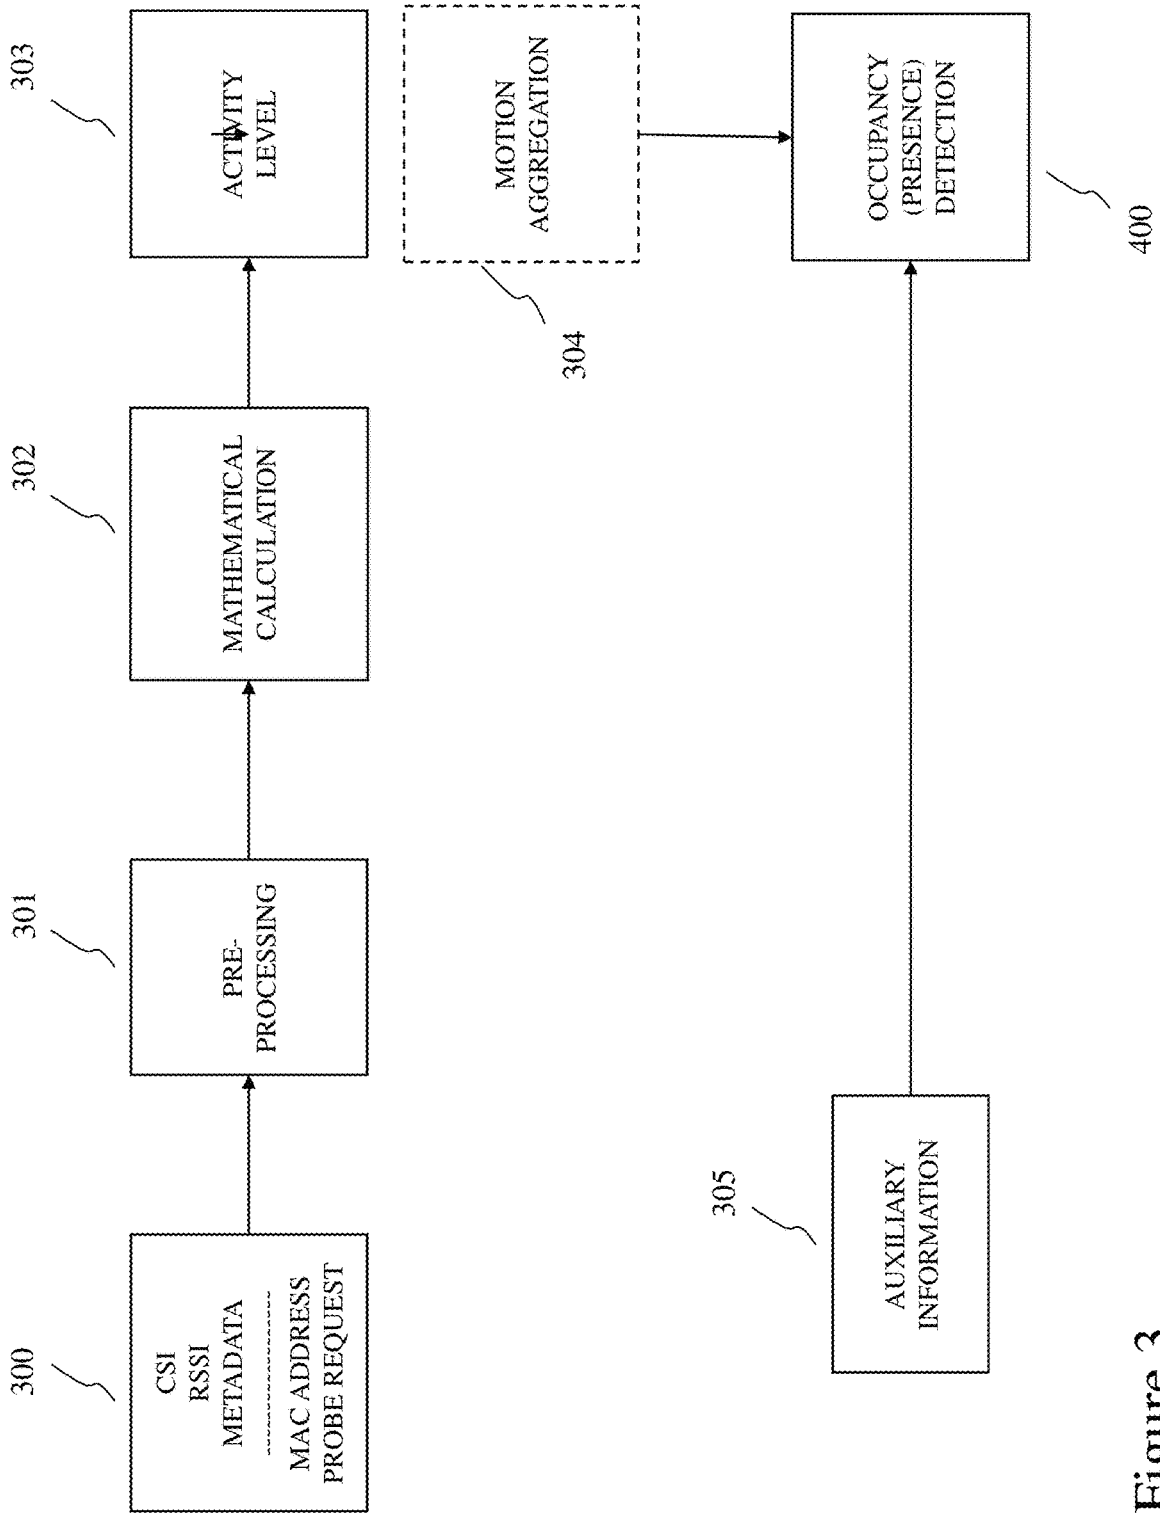 300
CSI
RSSI
METADATA
MAC ADDRESS
PROBE REQUEST
301
PRE-
PROCESSING
302
MATHEMATICAL
CALCULATION
303
ACTIVITY
LEVEL
304
MOTION
AGGREGATION
305
AUXILIARY
INFORMATION
400
OCCUPANCY
(PRESENCE)
DETECTION
Figure 3